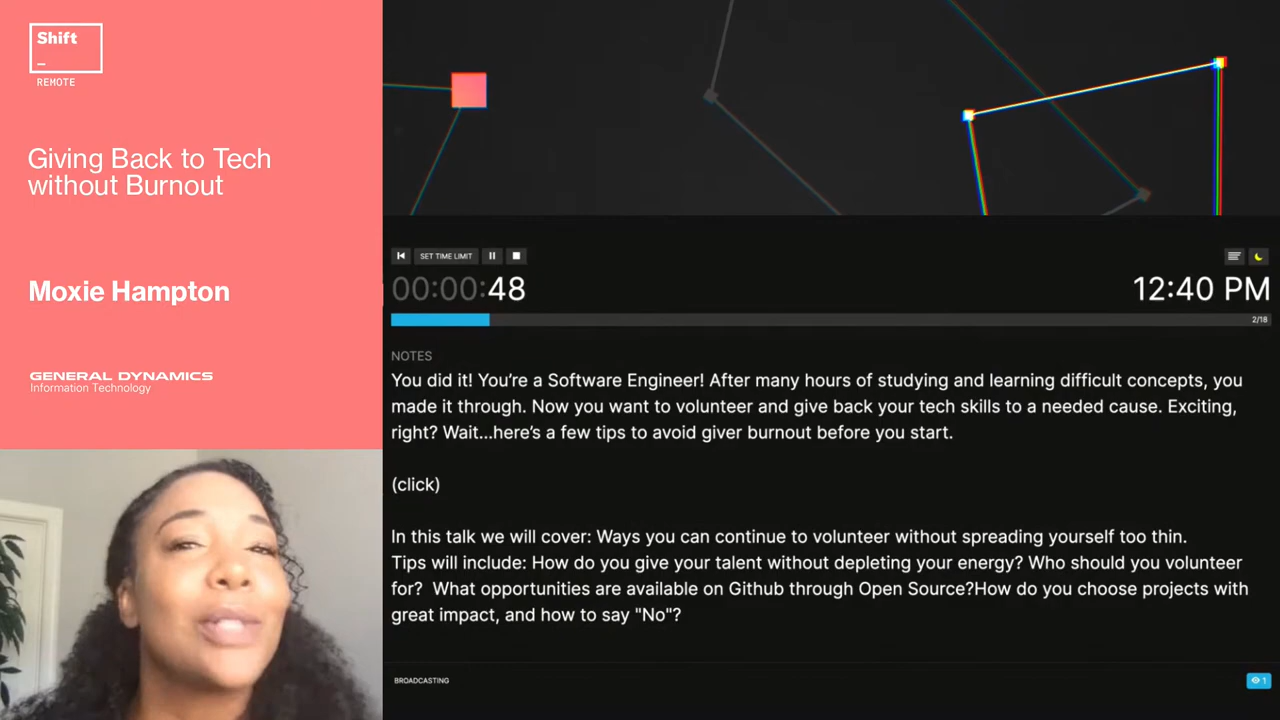 Shift
_
REMOTE
Giving Back to Tech
without Burnout
Moxie Hampton
GENERAL DYNAMICS
Information Technology
SET TIME LIMIT
00:00:48
12:40 PM
2/18
NOTES
You did it! You’re a Software Engineer! After many hours of studying and learning difficult concepts, you
made it through. Now you want to volunteer and give back your tech skills to a needed cause. Exciting,
right? Wait...here’s a few tips to avoid giver burnout before you start.
(click)
In this talk we will cover: Ways you can continue to volunteer without spreading yourself too thin.
Tips will include: How do you give your talent without depleting your energy? Who should you volunteer
for?  What opportunities are available on Github through Open Source?How do you choose projects with
great impact, and how to say "No"?
BROADCASTING
1